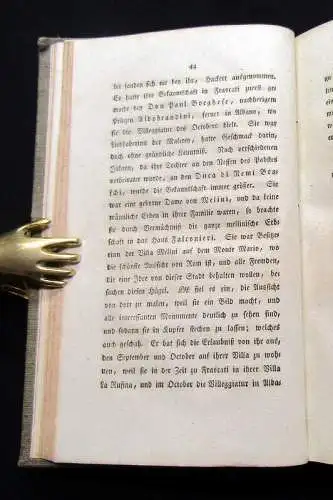 44
sie fanden sich nur bey ihr, Hackert ausgenommen.
Er hatte ihre Bekanntschaft in Frascati zuerst ge-
macht bey Don Paul Borghese, nachherigem
Prinzen Aldobrandini, ferner in Albano, wo
sie die Villeggiatur des Octobers hielt. Sie war
Liebhaberinn der Malerey, hatte Geschmack darin,
doch ohne gründliche Kenntniß. Nach verschiedenen
Jahren, da ihre Tochter an den Neffen des Pabstes
verheirathet wurde, an den Duca di Nemi Bra-
schi, wurde die Bekanntschaft immer größer. Sie
war eine geborne Dame von Melini, und da keine
männliche Erben in ihrer Familie waren, so brachte
sie durch Vermächtniß die ganze melinische Erb-
schaft in das Haus Falconieri. Sie war Besitze-
rinn der Villa Melini auf dem Monte Mario, wo
die schönste Aussicht von Rom ist, und alle Fremden,
die eine Idee von dieser Stadt behalten wollen, be-
suchen diesen Hügel. Oft fiel es ein, die Aussicht
von dort zu malen, weil sie ein Bild macht, und
alle interessanten Monumente deutlich zu sehen sind,
und sodann sie in Kupfer stechen zu lassen; welches
auch geschah. Er bat sich die Erlaubniß von ihr aus,
den September und October auf ihrer Villa zu woh-
nen, weil sie in der Zeit zu Frascati in ihrer Villa
La Rufina, und im October die Villeggiatur in Alba-